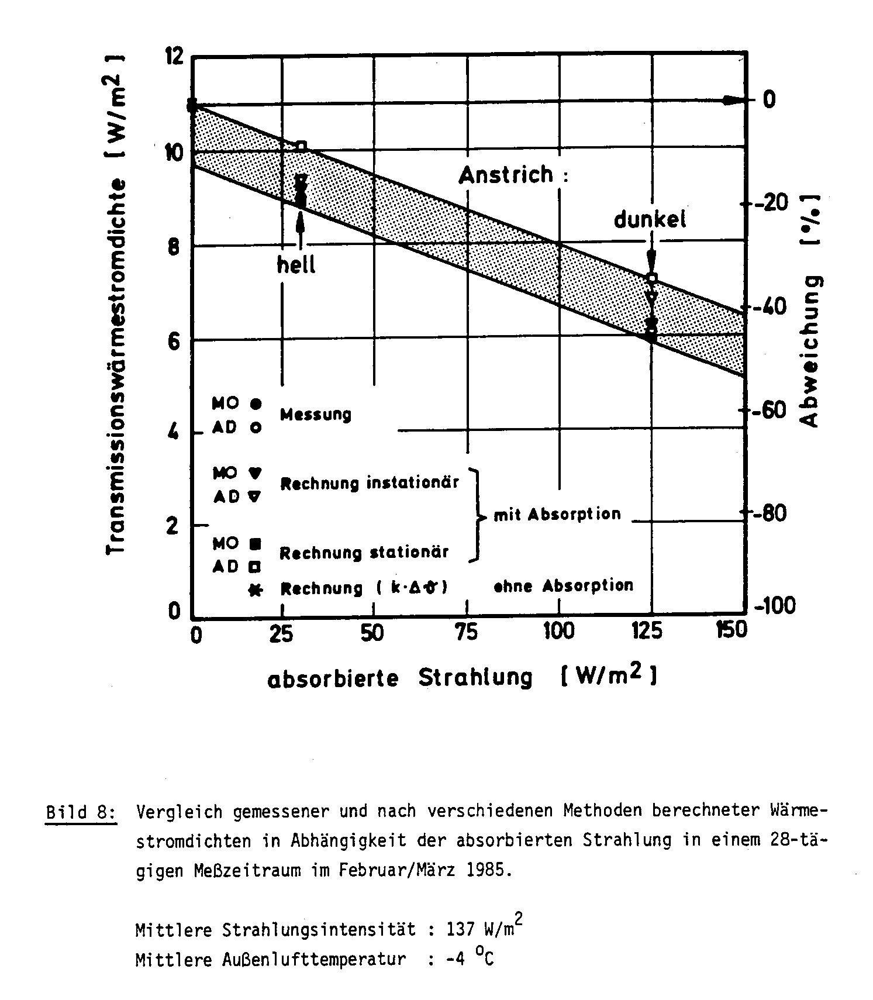 Transmissionswärmestromdichte [ W/m² ]
12
10
8
6
4
2
0
0
-20
-40
-60
-80
-100
Abweichung [%]
Anstrich :
dunkel
hell
MO ● Messung
AD ○
MO ▼ Rechnung instationär
AD ▽
mit Absorption
MO ■ Rechnung stationär
AD □
* Rechnung ( k·Δϑ ) ohne Absorption
0 25 50 75 100 125 150
absorbierte Strahlung [ W/m² ]
Bild 8: Vergleich gemessener und nach verschiedenen Methoden berechneter Wärme-
stromdichten in Abhängigkeit der absorbierten Strahlung in einem 28-tä-
gigen Meßzeitraum im Februar/März 1985.
Mittlere Strahlungsintensität : 137 W/m²
Mittlere Außenlufttemperatur : -4 °C